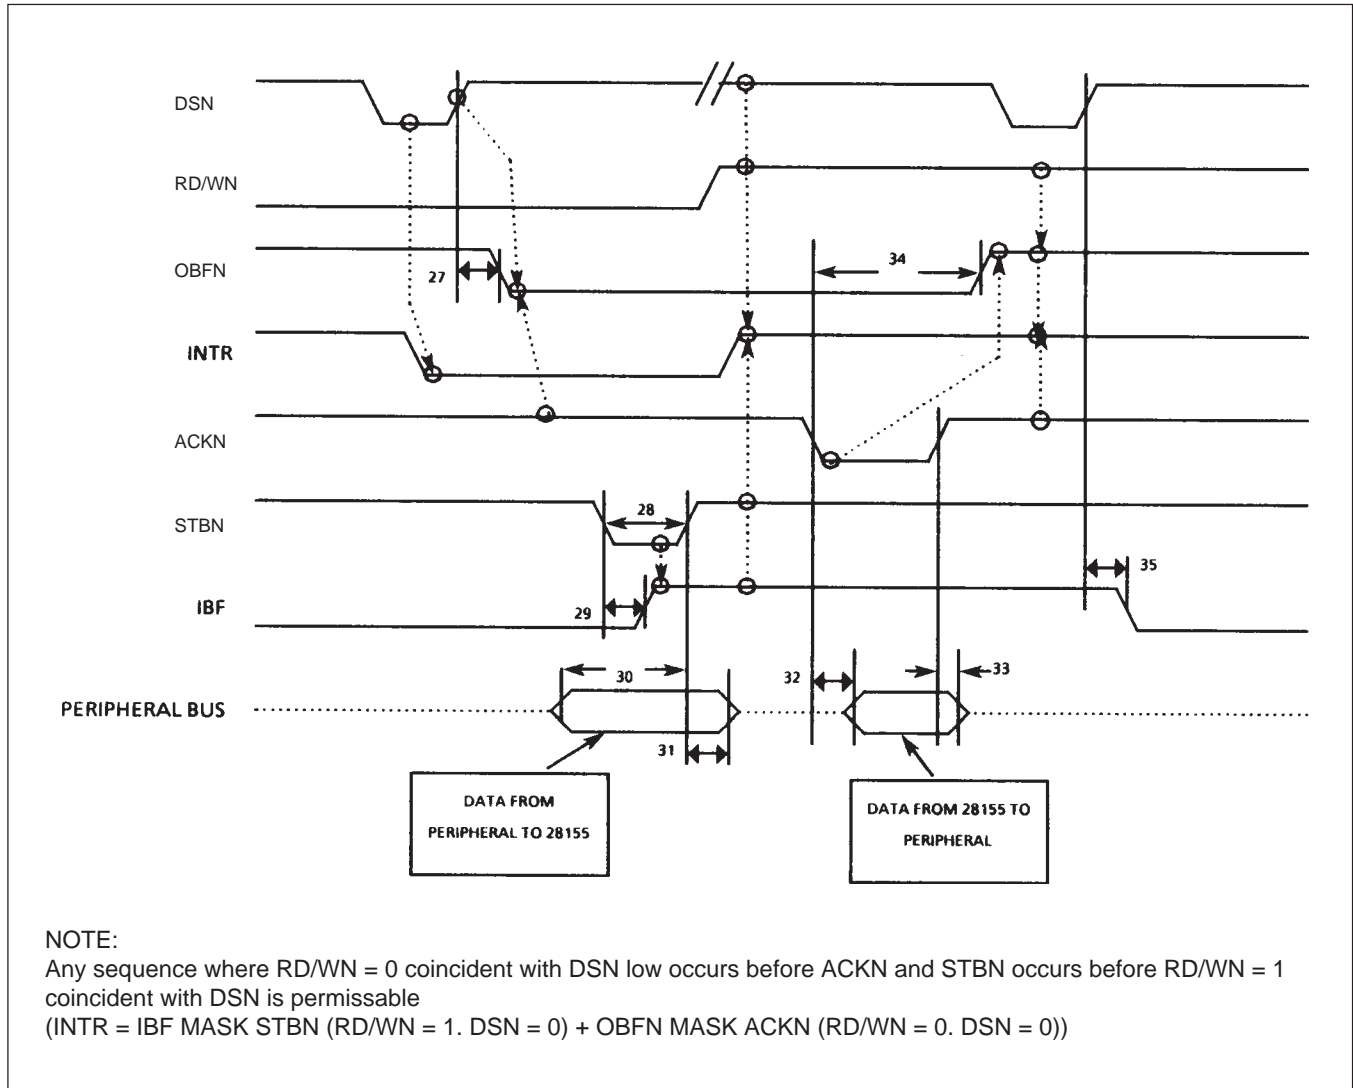 DSN
RD/WN
OBFN
27
34
INTR
ACKN
STBN
28
35
IBF
29
30
32
33
PERIPHERAL BUS
31
DATA FROM
PERIPHERAL TO 28155
DATA FROM 28155 TO
PERIPHERAL
NOTE:
Any sequence where RD/WN = 0 coincident with DSN low occurs before ACKN and STBN occurs before RD/WN = 1
coincident with DSN is permissable
(INTR = IBF MASK STBN (RD/WN = 1. DSN = 0) + OBFN MASK ACKN (RD/WN = 0. DSN = 0))